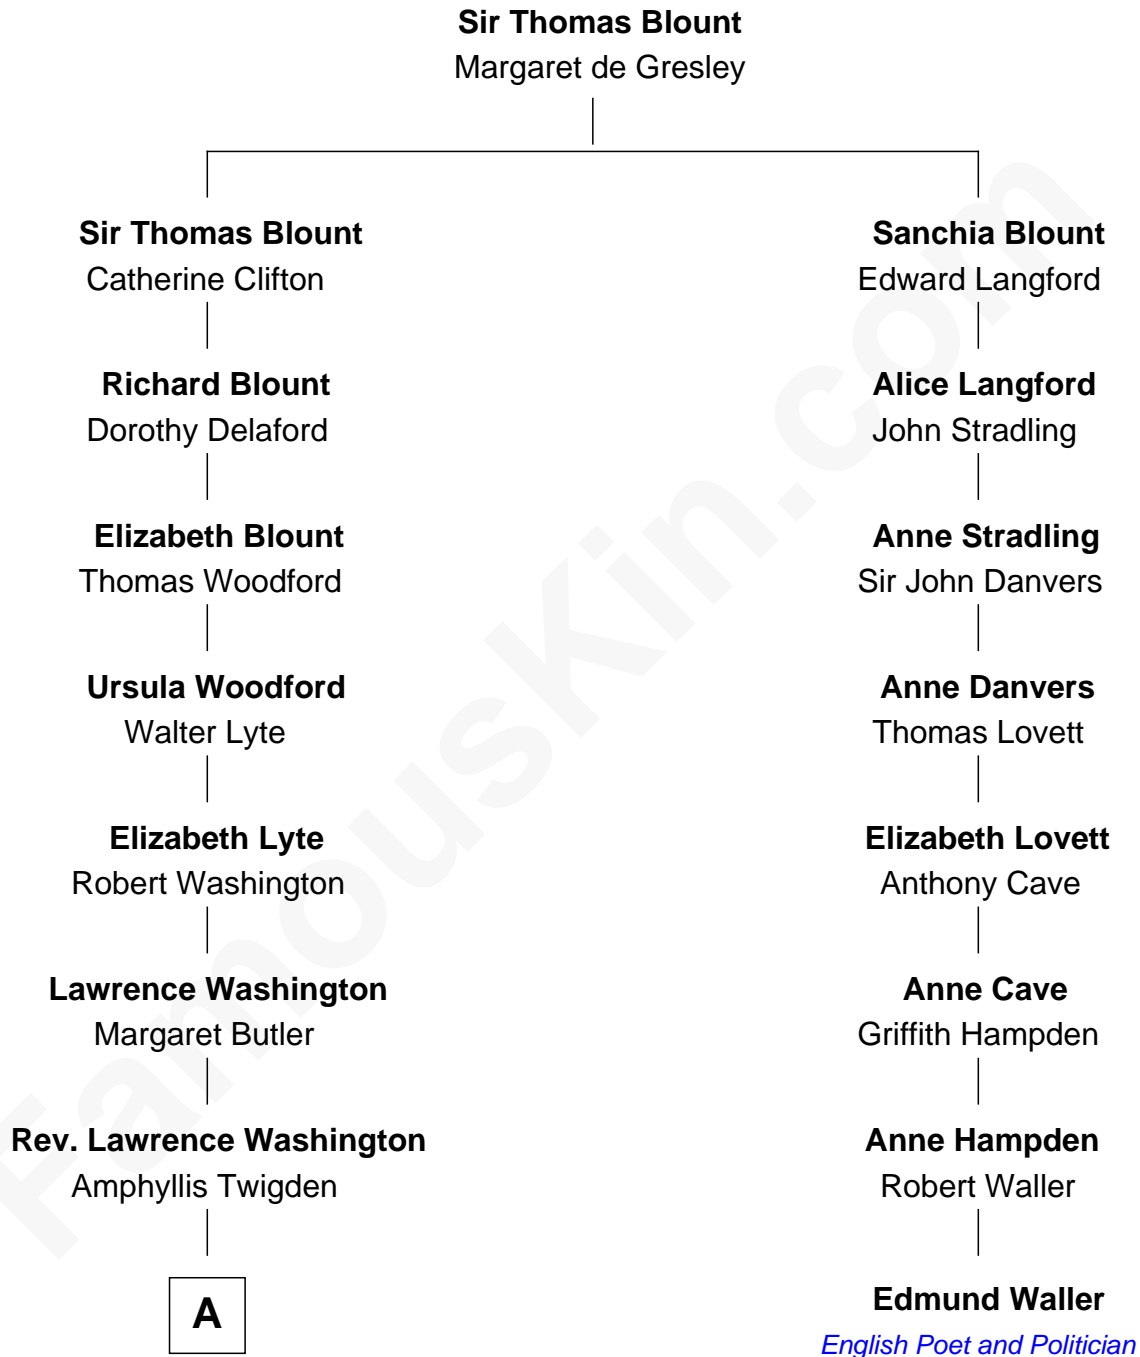 Sir Thomas Blount
Margaret de Gresley
Sir Thomas Blount
Catherine Clifton
Richard Blount
Dorothy Delaford
Elizabeth Blount
Thomas Woodford
Ursula Woodford
Walter Lyte
Elizabeth Lyte
Robert Washington
Lawrence Washington
Margaret Butler
Rev. Lawrence Washington
Amphyllis Twigden
A
Sanchia Blount
Edward Langford
Alice Langford
John Stradling
Anne Stradling
Sir John Danvers
Anne Danvers
Thomas Lovett
Elizabeth Lovett
Anthony Cave
Anne Cave
Griffith Hampden
Anne Hampden
Robert Waller
Edmund Waller
English Poet and Politician
FamousKin.com